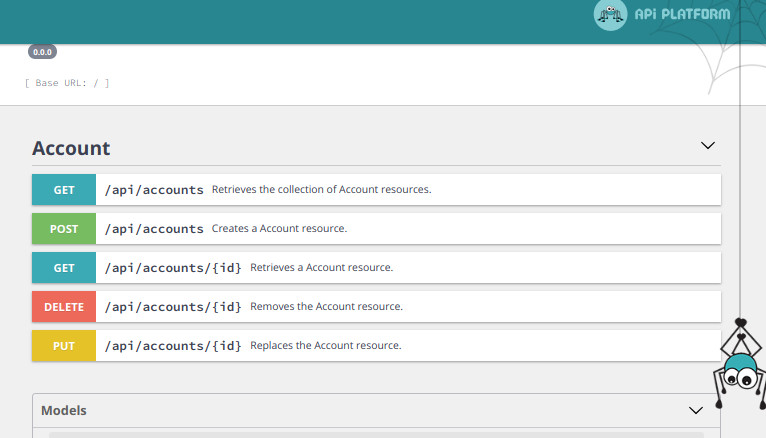 APi PLATFORM
0.0.0
[ Base URL: / ]
Account
GET /api/accounts Retrieves the collection of Account resources.
POST /api/accounts Creates a Account resource.
GET /api/accounts/{id} Retrieves a Account resource.
DELETE /api/accounts/{id} Removes the Account resource.
PUT /api/accounts/{id} Replaces the Account resource.
Models